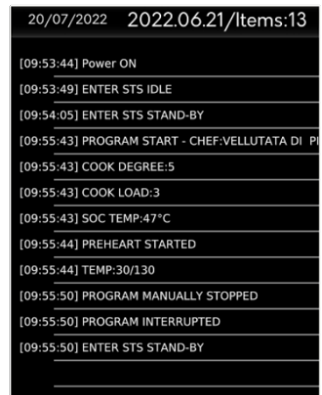 20/07/2022 2022.06.21/Items:13
[09:53:44] Power ON
[09:53:49] ENTER STS IDLE
[09:54:05] ENTER STS STAND-BY
[09:55:43] PROGRAM START - CHEF:VELLUTATA DI PI
[09:55:43] COOK DEGREE:5
[09:55:43] COOK LOAD:3
[09:55:43] SOC TEMP:47°C
[09:55:44] PREHEART STARTED
[09:55:44] TEMP:30/130
[09:55:50] PROGRAM MANUALLY STOPPED
[09:55:50] PROGRAM INTERRUPTED
[09:55:50] ENTER STS STAND-BY